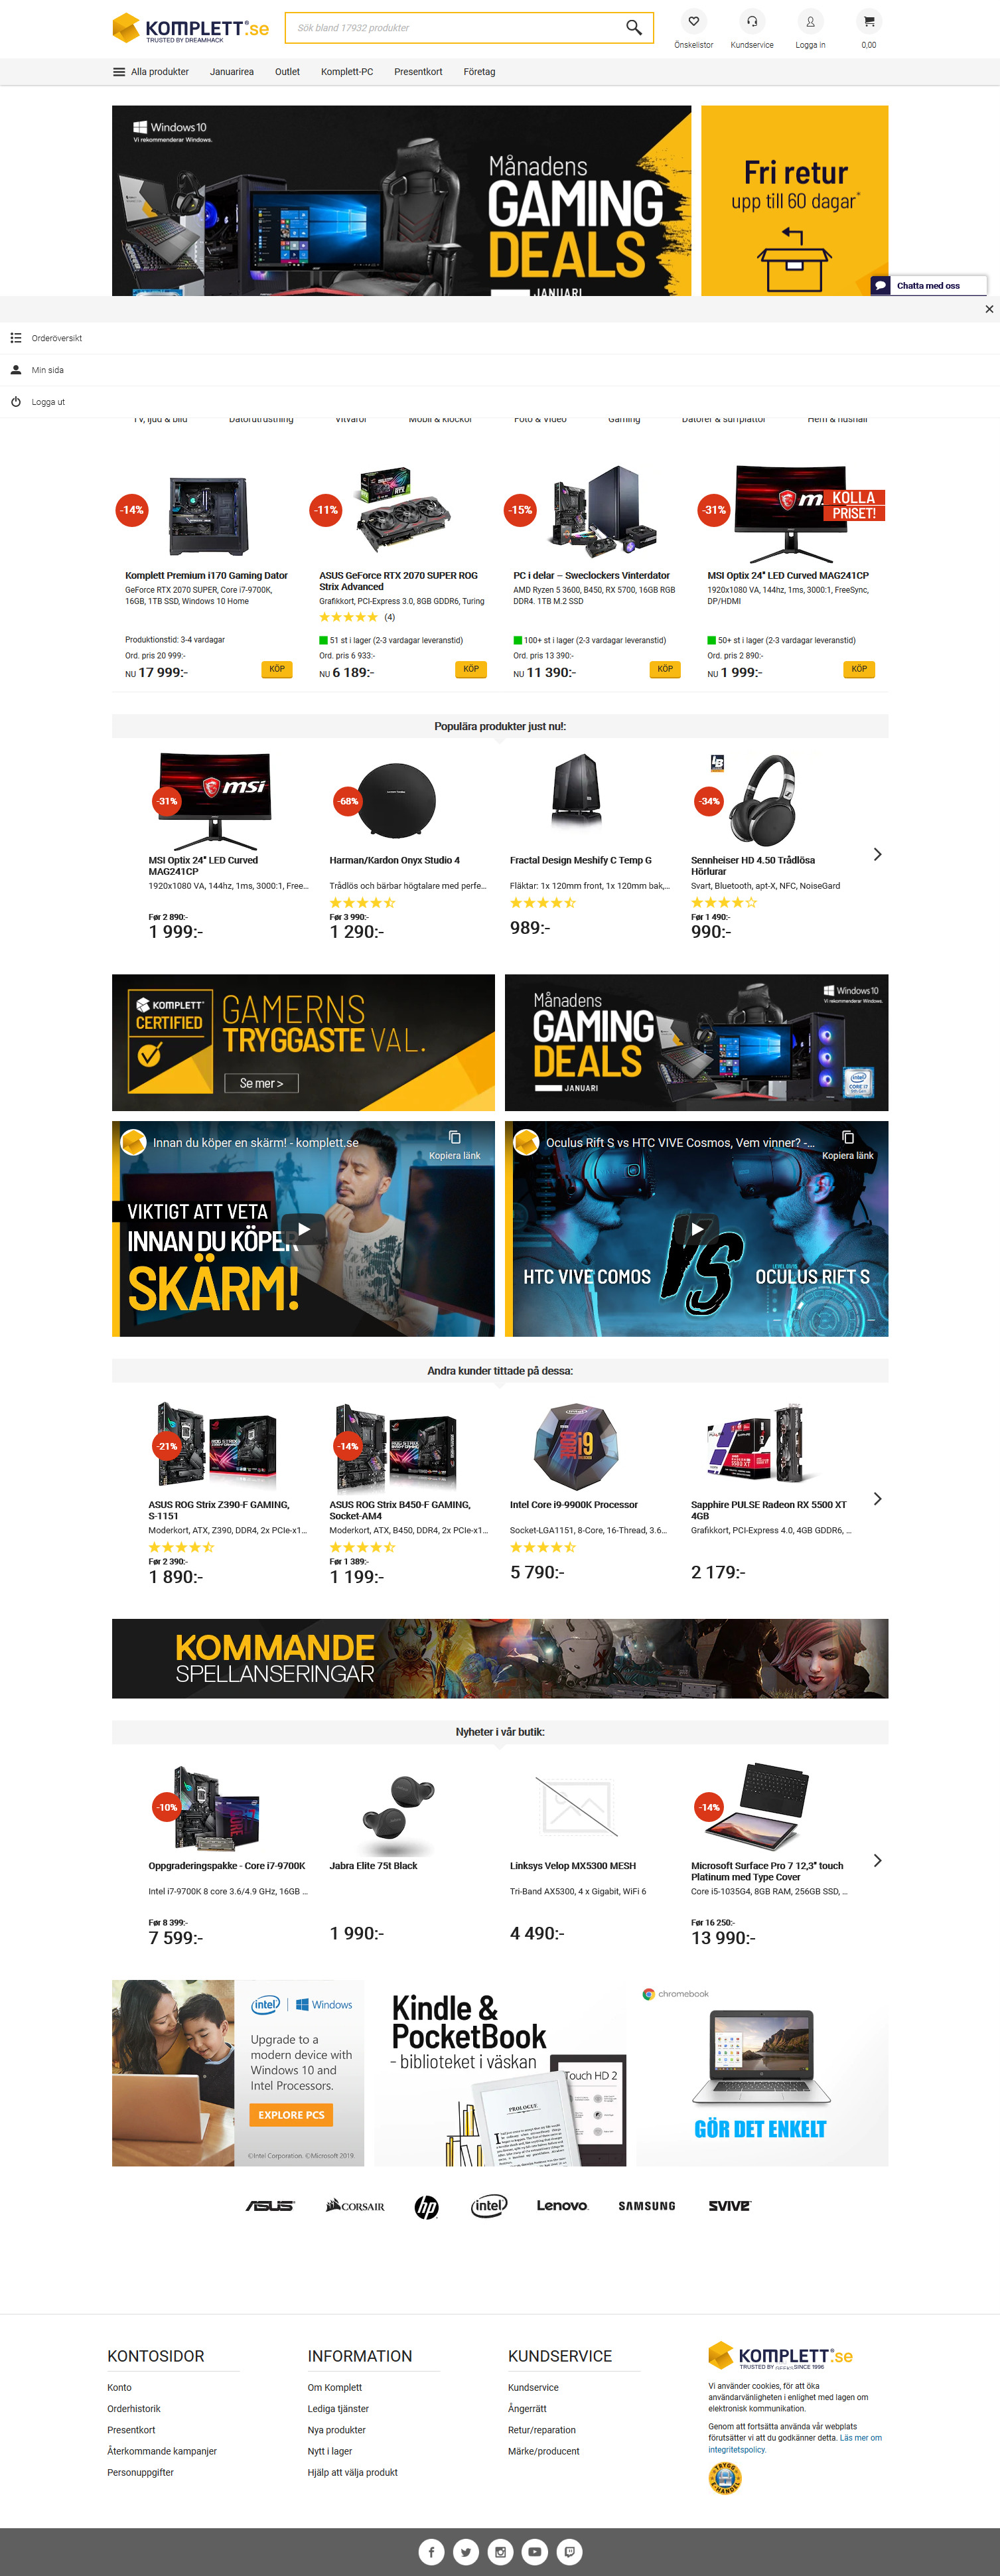 KOMPLETT.se
TRUSTED BY DREAMHACK
Sök bland 17932 produkter
Önskelistor
Kundservice
Logga in
0,00
Alla produkter
Januarirea
Outlet
Komplett-PC
Presentkort
Företag
Windows 10
Vi rekommenderar Windows.
Månadens
GAMING
DEALS
JANUARI
Fri retur
upp till 60 dagar*
Chatta med oss
Orderöversikt
Min sida
Logga ut
TV, ljud & bild
Datorutrustning
Vitvaror
Mobil & klockor
Foto & Video
Gaming
Datorer & surfplattor
Hem & hushåll
-14%
Komplett Premium i170 Gaming Dator
GeForce RTX 2070 SUPER, Core i7-9700K,
16GB, 1TB SSD, Windows 10 Home
Produktionstid: 3-4 vardagar
Ord. pris 20 999:-
NU 17 999:-
KÖP
-11%
ASUS GeForce RTX 2070 SUPER ROG
Strix Advanced
Grafikkort, PCI-Express 3.0, 8GB GDDR6, Turing
(4)
51 st i lager (2-3 vardagar leveranstid)
Ord. pris 6 933:-
NU 6 189:-
KÖP
-15%
PC i delar – Sweclockers Vinterdator
AMD Ryzen 5 3600, B450, RX 5700, 16GB RGB
DDR4. 1TB M.2 SSD
100+ st i lager (2-3 vardagar leveranstid)
Ord. pris 13 390:-
NU 11 390:-
KÖP
-31%
KOLLA
PRISET!
MSI Optix 24" LED Curved MAG241CP
1920x1080 VA, 144hz, 1ms, 3000:1, FreeSync,
DP/HDMI
50+ st i lager (2-3 vardagar leveranstid)
Ord. pris 2 890:-
NU 1 999:-
KÖP
Populära produkter just nu!:
msi
-31%
MSI Optix 24" LED Curved
MAG241CP
1920x1080 VA, 144hz, 1ms, 3000:1, Free...
Før 2 890:-
1 999:-
-68%
Harman/Kardon Onyx Studio 4
Trådlös och bärbar högtalare med perfe...
Før 3 990:-
1 290:-
Fractal Design Meshify C Temp G
Fläktar: 1x 120mm front, 1x 120mm bak,...
989:-
-34%
Sennheiser HD 4.50 Trådlösa
Hörlurar
Svart, Bluetooth, apt-X, NFC, NoiseGard
Før 1 490:-
990:-
KOMPLETT
CERTIFIED
GAMERNS
TRYGGASTE VAL.
Se mer >
Månadens
GAMING
DEALS
JANUARI
Windows 10
Vi rekommenderar Windows.
Innan du köper en skärm! - komplett.se
Kopiera länk
VIKTIGT ATT VETA
INNAN DU KÖPER
SKÄRM!
Oculus Rift S vs HTC VIVE Cosmos, Vem vinner? -...
Kopiera länk
HTC VIVE COMOS
VS
OCULUS RIFT S
Andra kunder tittade på dessa:
-21%
ASUS ROG Strix Z390-F GAMING,
S-1151
Moderkort, ATX, Z390, DDR4, 2x PCIe-x1...
Før 2 390:-
1 890:-
-14%
ASUS ROG Strix B450-F GAMING,
Socket-AM4
Moderkort, ATX, B450, DDR4, 2x PCIe-x1...
Før 1 389:-
1 199:-
CORE i9
Intel Core i9-9900K Processor
Socket-LGA1151, 8-Core, 16-Thread, 3.6...
5 790:-
Sapphire PULSE Radeon RX 5500 XT
4GB
Grafikkort, PCI-Express 4.0, 4GB GDDR6, ...
2 179:-
KOMMANDE
SPELLANSERINGAR
Nyheter i vår butik:
-10%
Oppgraderingspakke - Core i7-9700K
Intel i7-9700K 8 core 3.6/4.9 GHz, 16GB ...
Før 8 399:-
7 599:-
Jabra Elite 75t Black
1 990:-
Linksys Velop MX5300 MESH
Tri-Band AX5300, 4 x Gigabit, WiFi 6
4 490:-
-14%
Microsoft Surface Pro 7 12,3" touch
Platinum med Type Cover
Core i5-1035G4, 8GB RAM, 256GB SSD, ...
Før 16 250:-
13 990:-
intel
Windows
Upgrade to a
modern device with
Windows 10 and
Intel Processors.
EXPLORE PCS
©Intel Corporation. ©Microsoft 2019.
Kindle &
PocketBook
- biblioteket i väskan
Touch HD 2
PROLOGUE
chromebook
GÖR DET ENKELT
ASUS
CORSAIR
hp
intel
Lenovo
SAMSUNG
SVIVE
KONTOSIDOR
Konto
Orderhistorik
Presentkort
Återkommande kampanjer
Personuppgifter
INFORMATION
Om Komplett
Lediga tjänster
Nya produkter
Nytt i lager
Hjälp att välja produkt
KUNDSERVICE
Kundservice
Ångerrätt
Retur/reparation
Märke/producent
KOMPLETT.se
Vi använder cookies, för att öka
användarvänligheten i enlighet med lagen om
elektronisk kommunikation.
Genom att fortsätta använda vår webplats
förutsätter vi att du godkänner detta. Läs mer om
integritetspolicy.
TRYGG
E-HANDEL